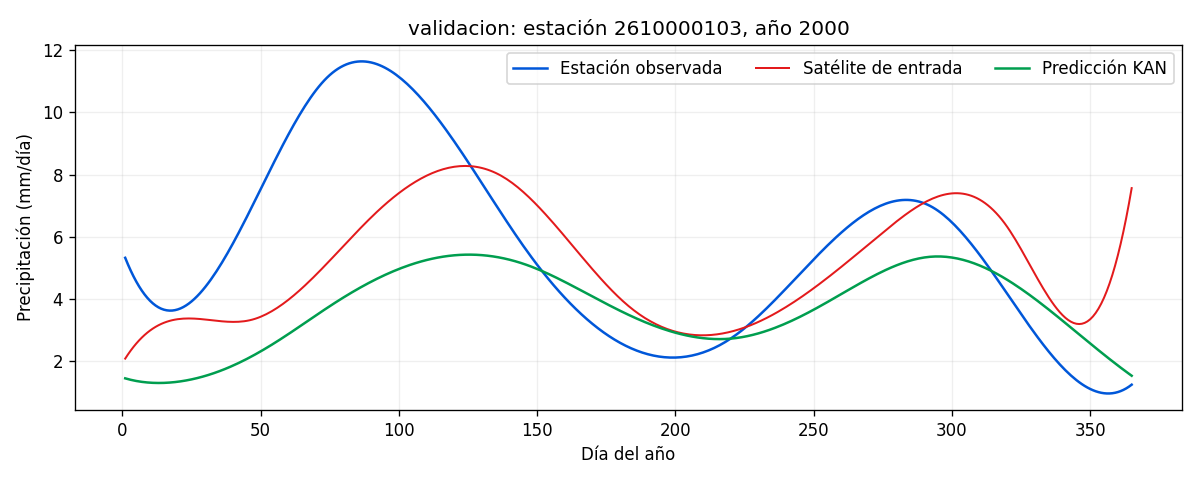 validacion: estación 2610000103, año 2000
Estación observada
Satélite de entrada
Predicción KAN
Precipitación (mm/día)
12
10
8
6
4
2
0
50
100
150
200
250
300
350
Día del año